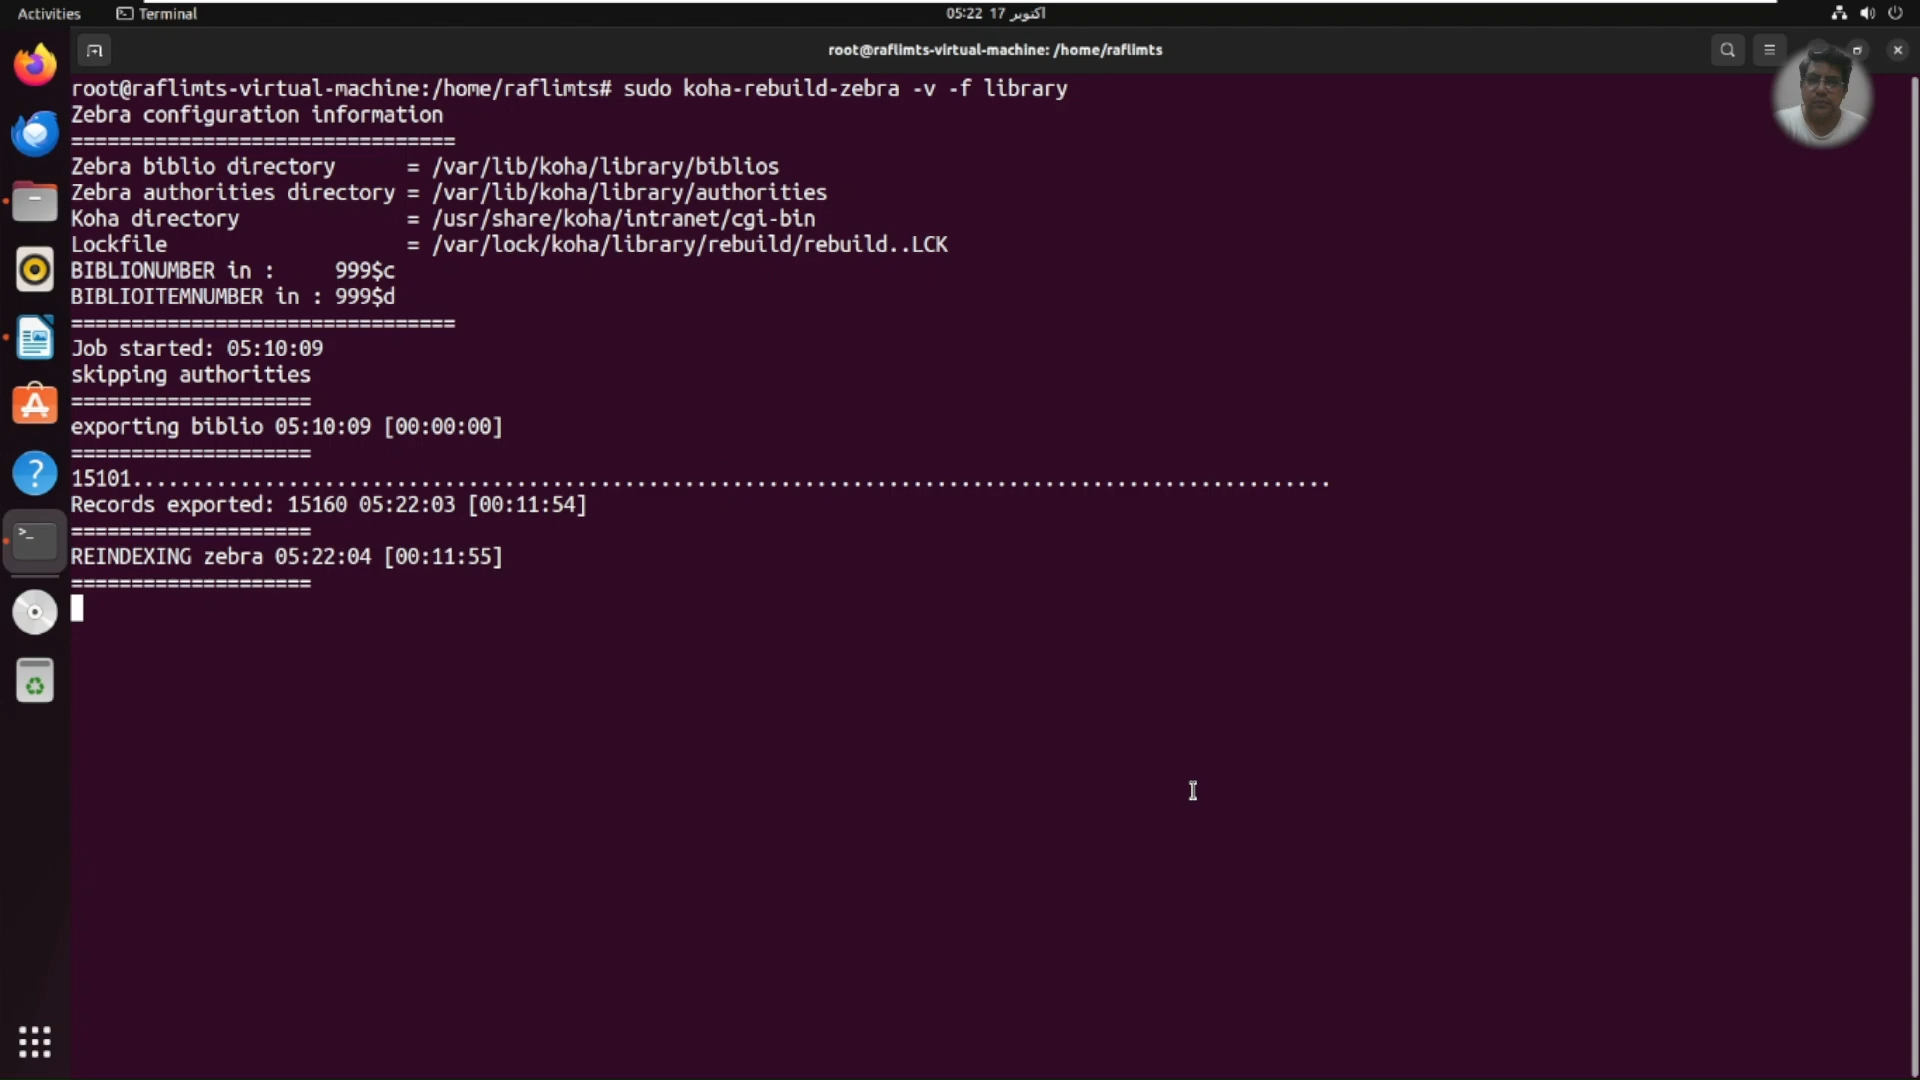 Activities
Terminal
05:22 17 اکتوبر
root@raflimts-virtual-machine: /home/raflimts
root@raflimts-virtual-machine:/home/raflimts# sudo koha-rebuild-zebra -v -f library
Zebra configuration information
================================
Zebra biblio directory      = /var/lib/koha/library/biblios
Zebra authorities directory = /var/lib/koha/library/authorities
Koha directory              = /usr/share/koha/intranet/cgi-bin
Lockfile                    = /var/lock/koha/library/rebuild/rebuild..LCK
BIBLIONUMBER in :     999$c
BIBLIOITEMNUMBER in : 999$d
================================
Job started: 05:10:09
skipping authorities
====================
exporting biblio 05:10:09 [00:00:00]
====================
15101....................................................................................................
Records exported: 15160 05:22:03 [00:11:54]
====================
REINDEXING zebra 05:22:04 [00:11:55]
====================